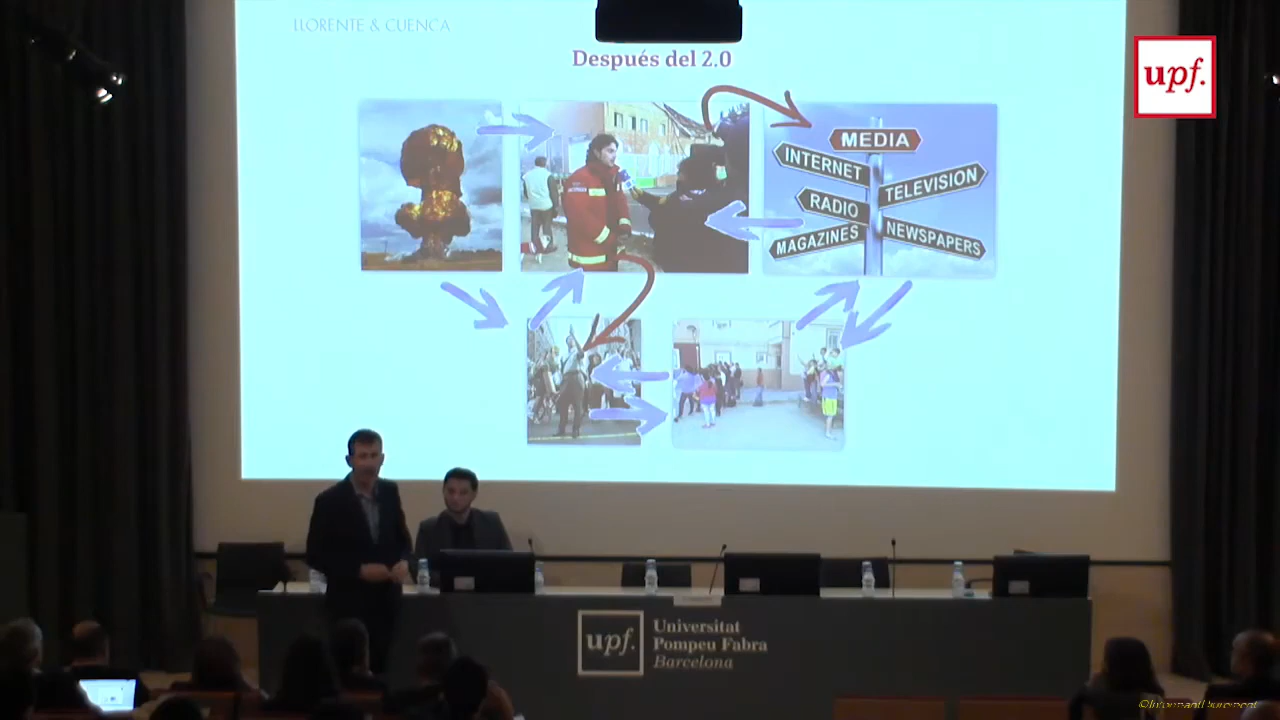 LLORENTE & CUENCA
Después del 2.0
upf.
MEDIA
INTERNET
TELEVISION
RADIO
MAGAZINES
NEWSPAPERS
upf.
Universitat
Pompeu Fabra
Barcelona